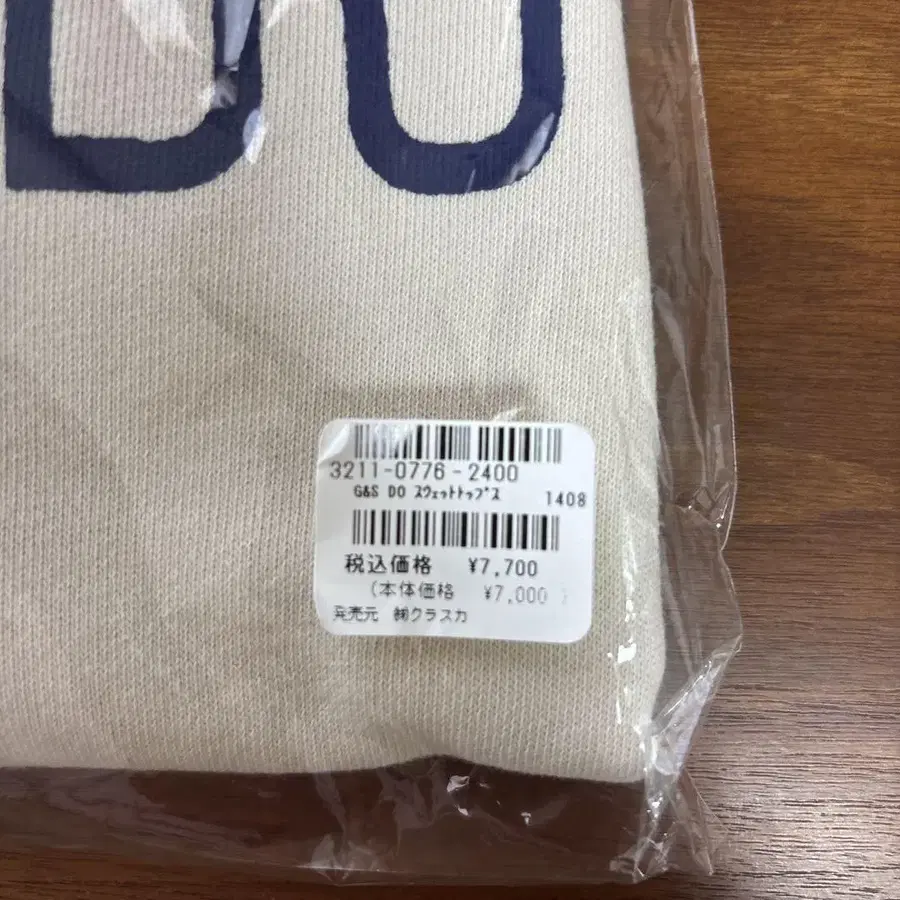 DO
3211-0776-2400
G&S DO ｽｳｪｯﾄﾄｯﾌﾟｽ 1408
税込価格 ¥7,700
(本体価格 ¥7,000)
発売元 ㈱クラスカ